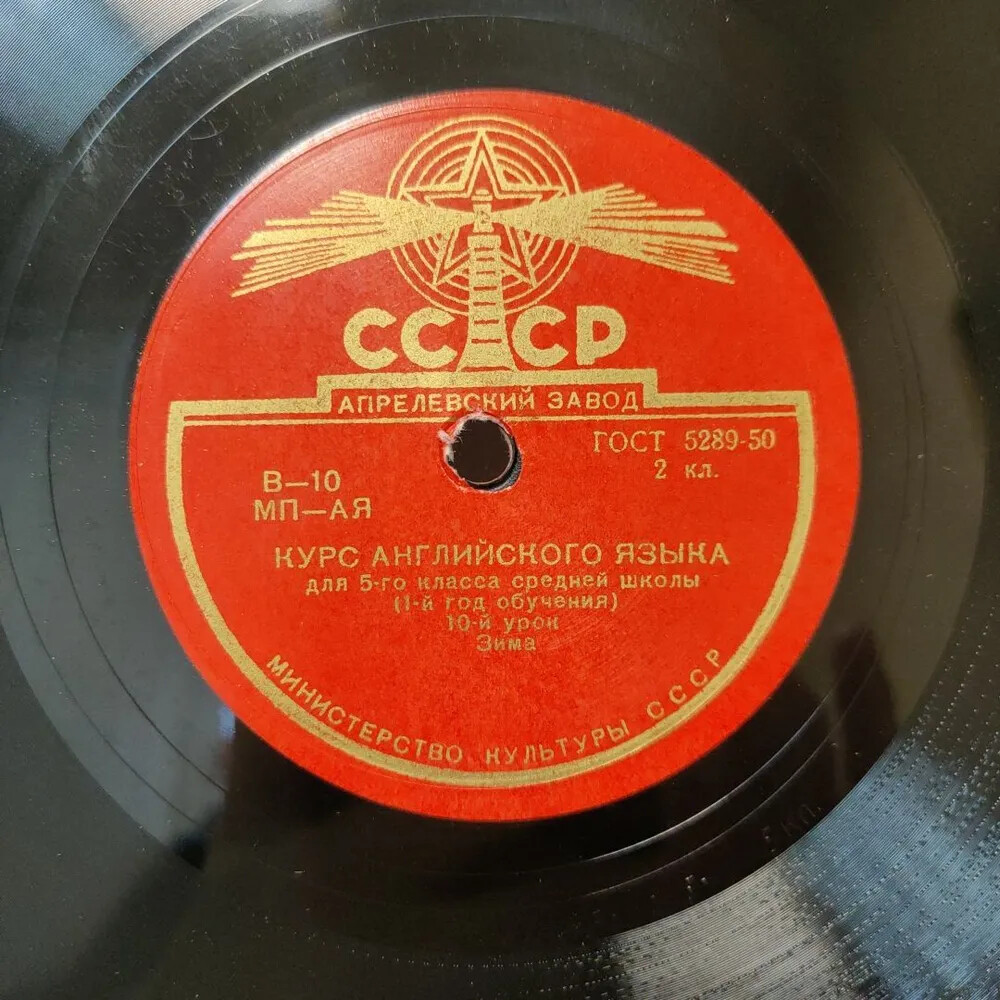 СССР
АПРЕЛЕВСКИЙ ЗАВОД
ГОСТ 5289-50
2 кл.
В—10
МП—АЯ
КУРС АНГЛИЙСКОГО ЯЗЫКА
для 5-го класса средней школы
(1-й год обучения)
10-й урок
Зима
МИНИСТЕРСТВО КУЛЬТУРЫ СССР